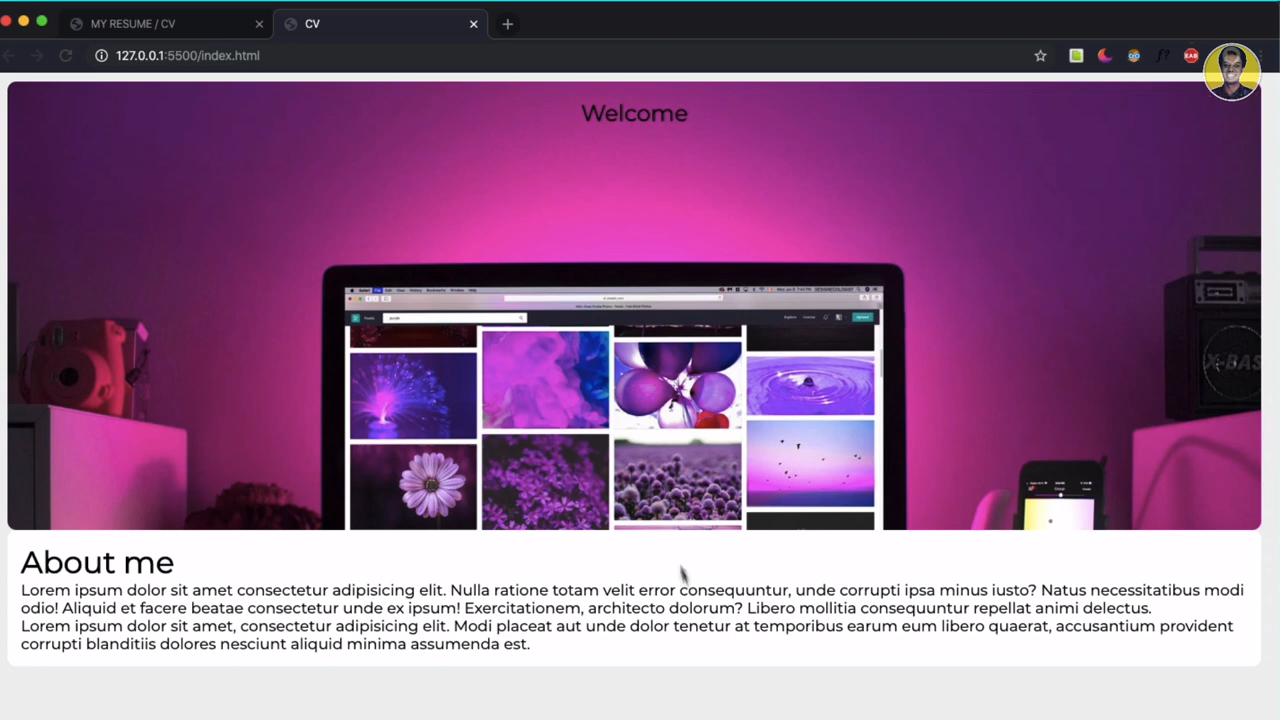 MY RESUME / CV
CV
127.0.0.1:5500/index.html
f?
EAB
Welcome
X-BAS
About me
Lorem ipsum dolor sit amet consectetur adipisicing elit. Nulla ratione totam velit error consequuntur, unde corrupti ipsa minus iusto? Natus necessitatibus modi
odio! Aliquid et facere beatae consectetur unde ex ipsum! Exercitationem, architecto dolorum? Libero mollitia consequuntur repellat animi delectus.
Lorem ipsum dolor sit amet, consectetur adipisicing elit. Modi placeat aut unde dolor tenetur at temporibus earum eum libero quaerat, accusantium provident
corrupti blanditiis dolores nesciunt aliquid minima assumenda est.